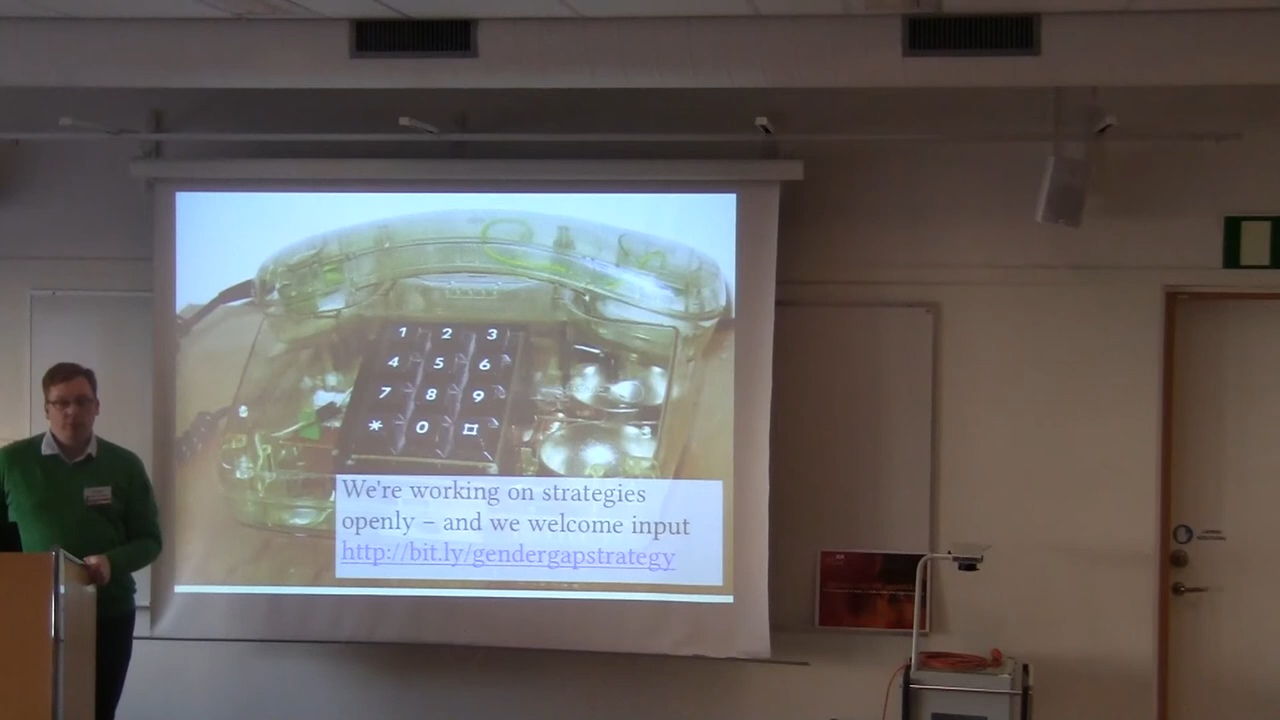 1 2 3
4 5 6
7 8 9
* 0 ¤
We're working on strategies
openly – and we welcome input
http://bit.ly/gendergapstrategy